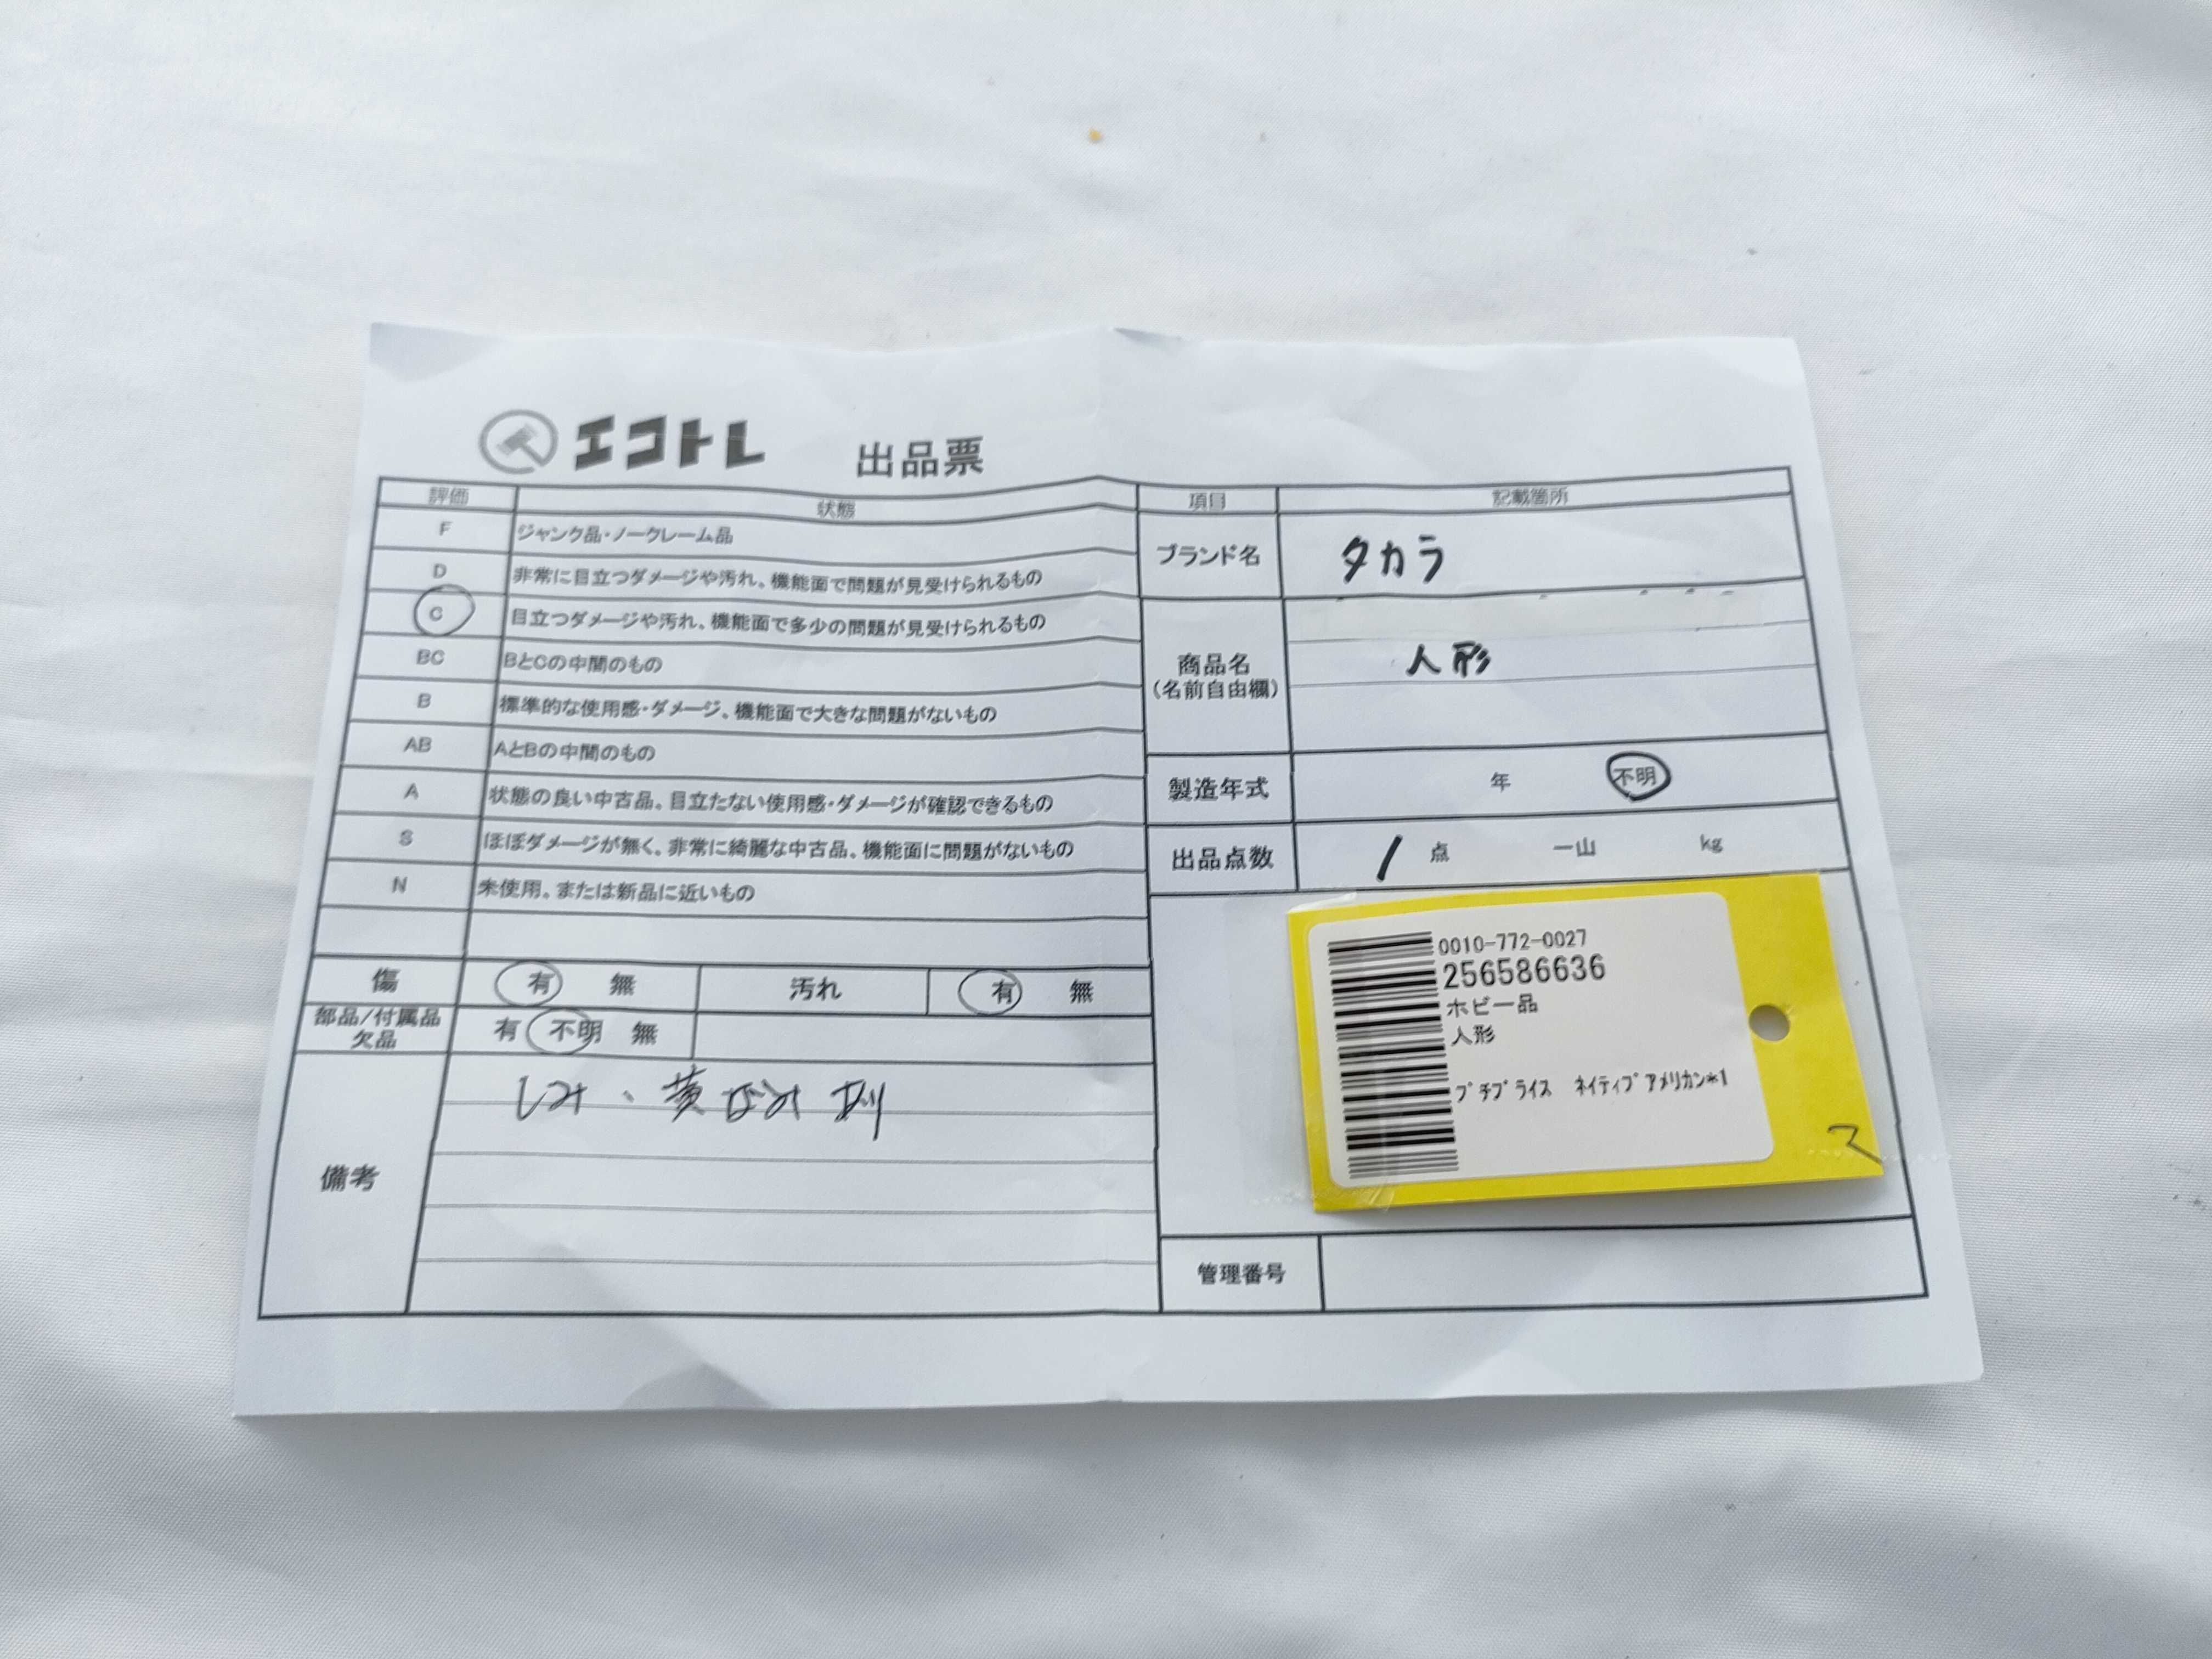 エコトレ 出品票
評価 状態
F ジャンク品・ノークレーム品
D 非常に目立つダメージや汚れ、機能面で問題が見受けられるもの
C 目立つダメージや汚れ、機能面で多少の問題が見受けられるもの
BC BとCの中間のもの
B 標準的な使用感・ダメージ、機能面で大きな問題がないもの
AB AとBの中間のもの
A 状態の良い中古品。目立たない使用感・ダメージが確認できるもの
S ほぼダメージが無く、非常に綺麗な中古品、機能面に問題がないもの
N 未使用。または新品に近いもの
傷 有 無 汚れ 有 無
部品/付属品
欠品 有 不明 無
備考 しみ、黄ばみ 有り
項目 記載箇所
ブランド名 タカラ
商品名
(名前自由欄) 人形
製造年式 年 不明
出品点数 1 点 一山 kg
0010-772-0027
256586636
ホビー品
人形
プチブライス ネイティブアメリカン*1
ス
管理番号